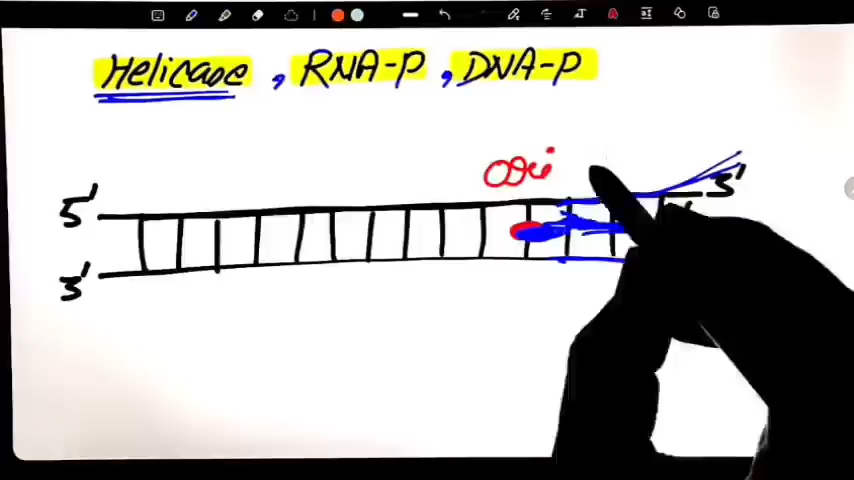 Helicase, RNA-P, DNA-P
Ori
5' 3'
3'